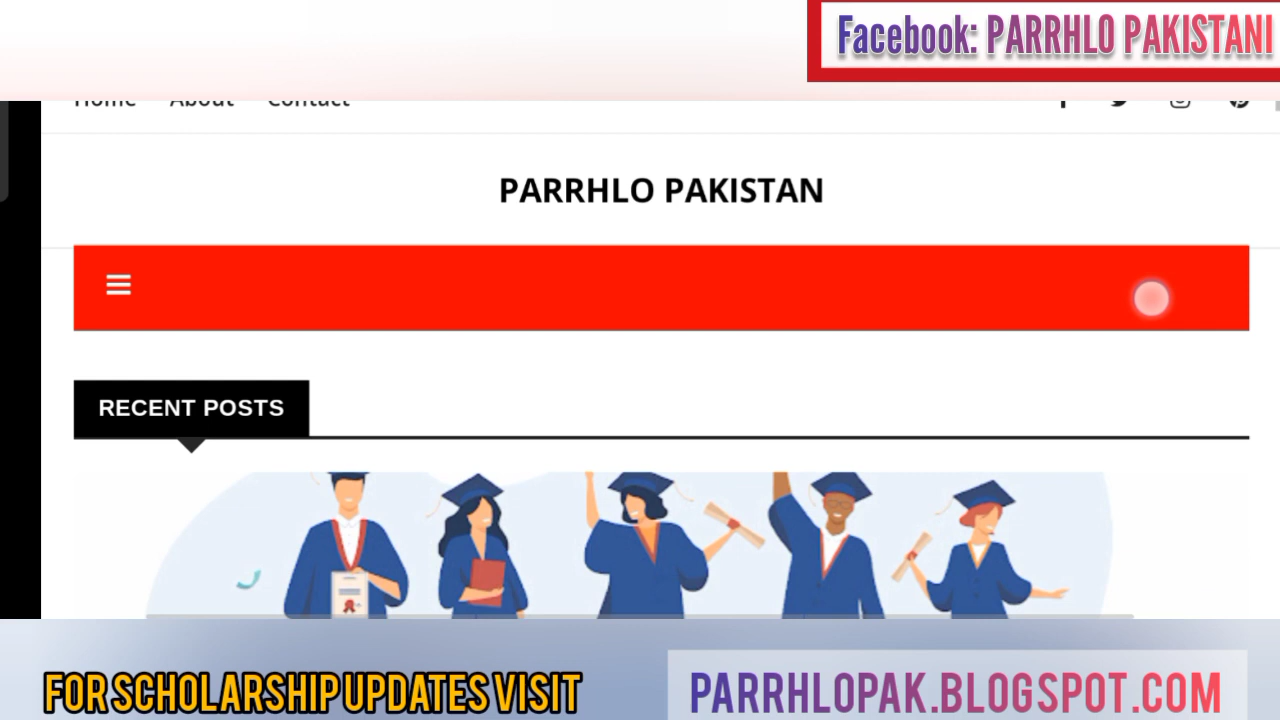 Facebook: PARRHLO PAKISTANI
Home About Contact
PARRHLO PAKISTAN
RECENT POSTS
FOR SCHOLARSHIP UPDATES VISIT
PARRHLOPAK.BLOGSPOT.COM